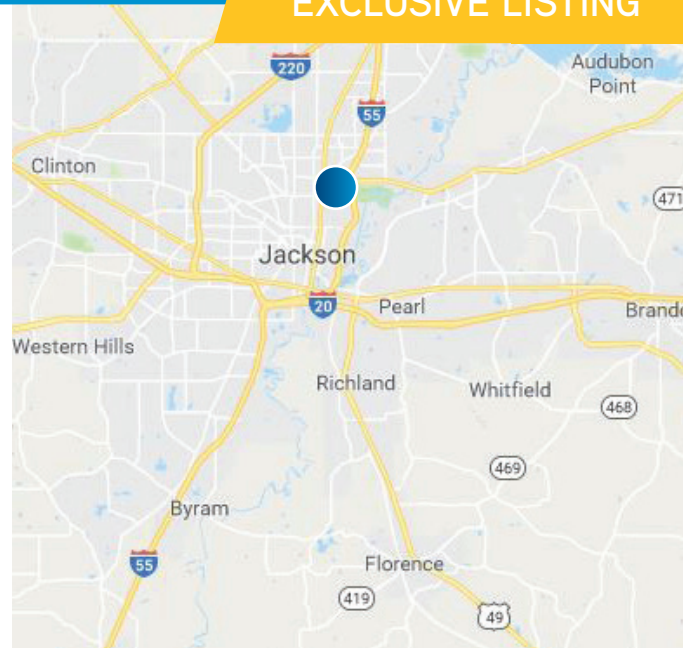 EXCLUSIVE LISTING
Audubon
Point
220
55
Clinton
471
Jackson
20
Pearl
Western Hills
Richland
Whitfield
468
469
Byram
55
Florence
419
49